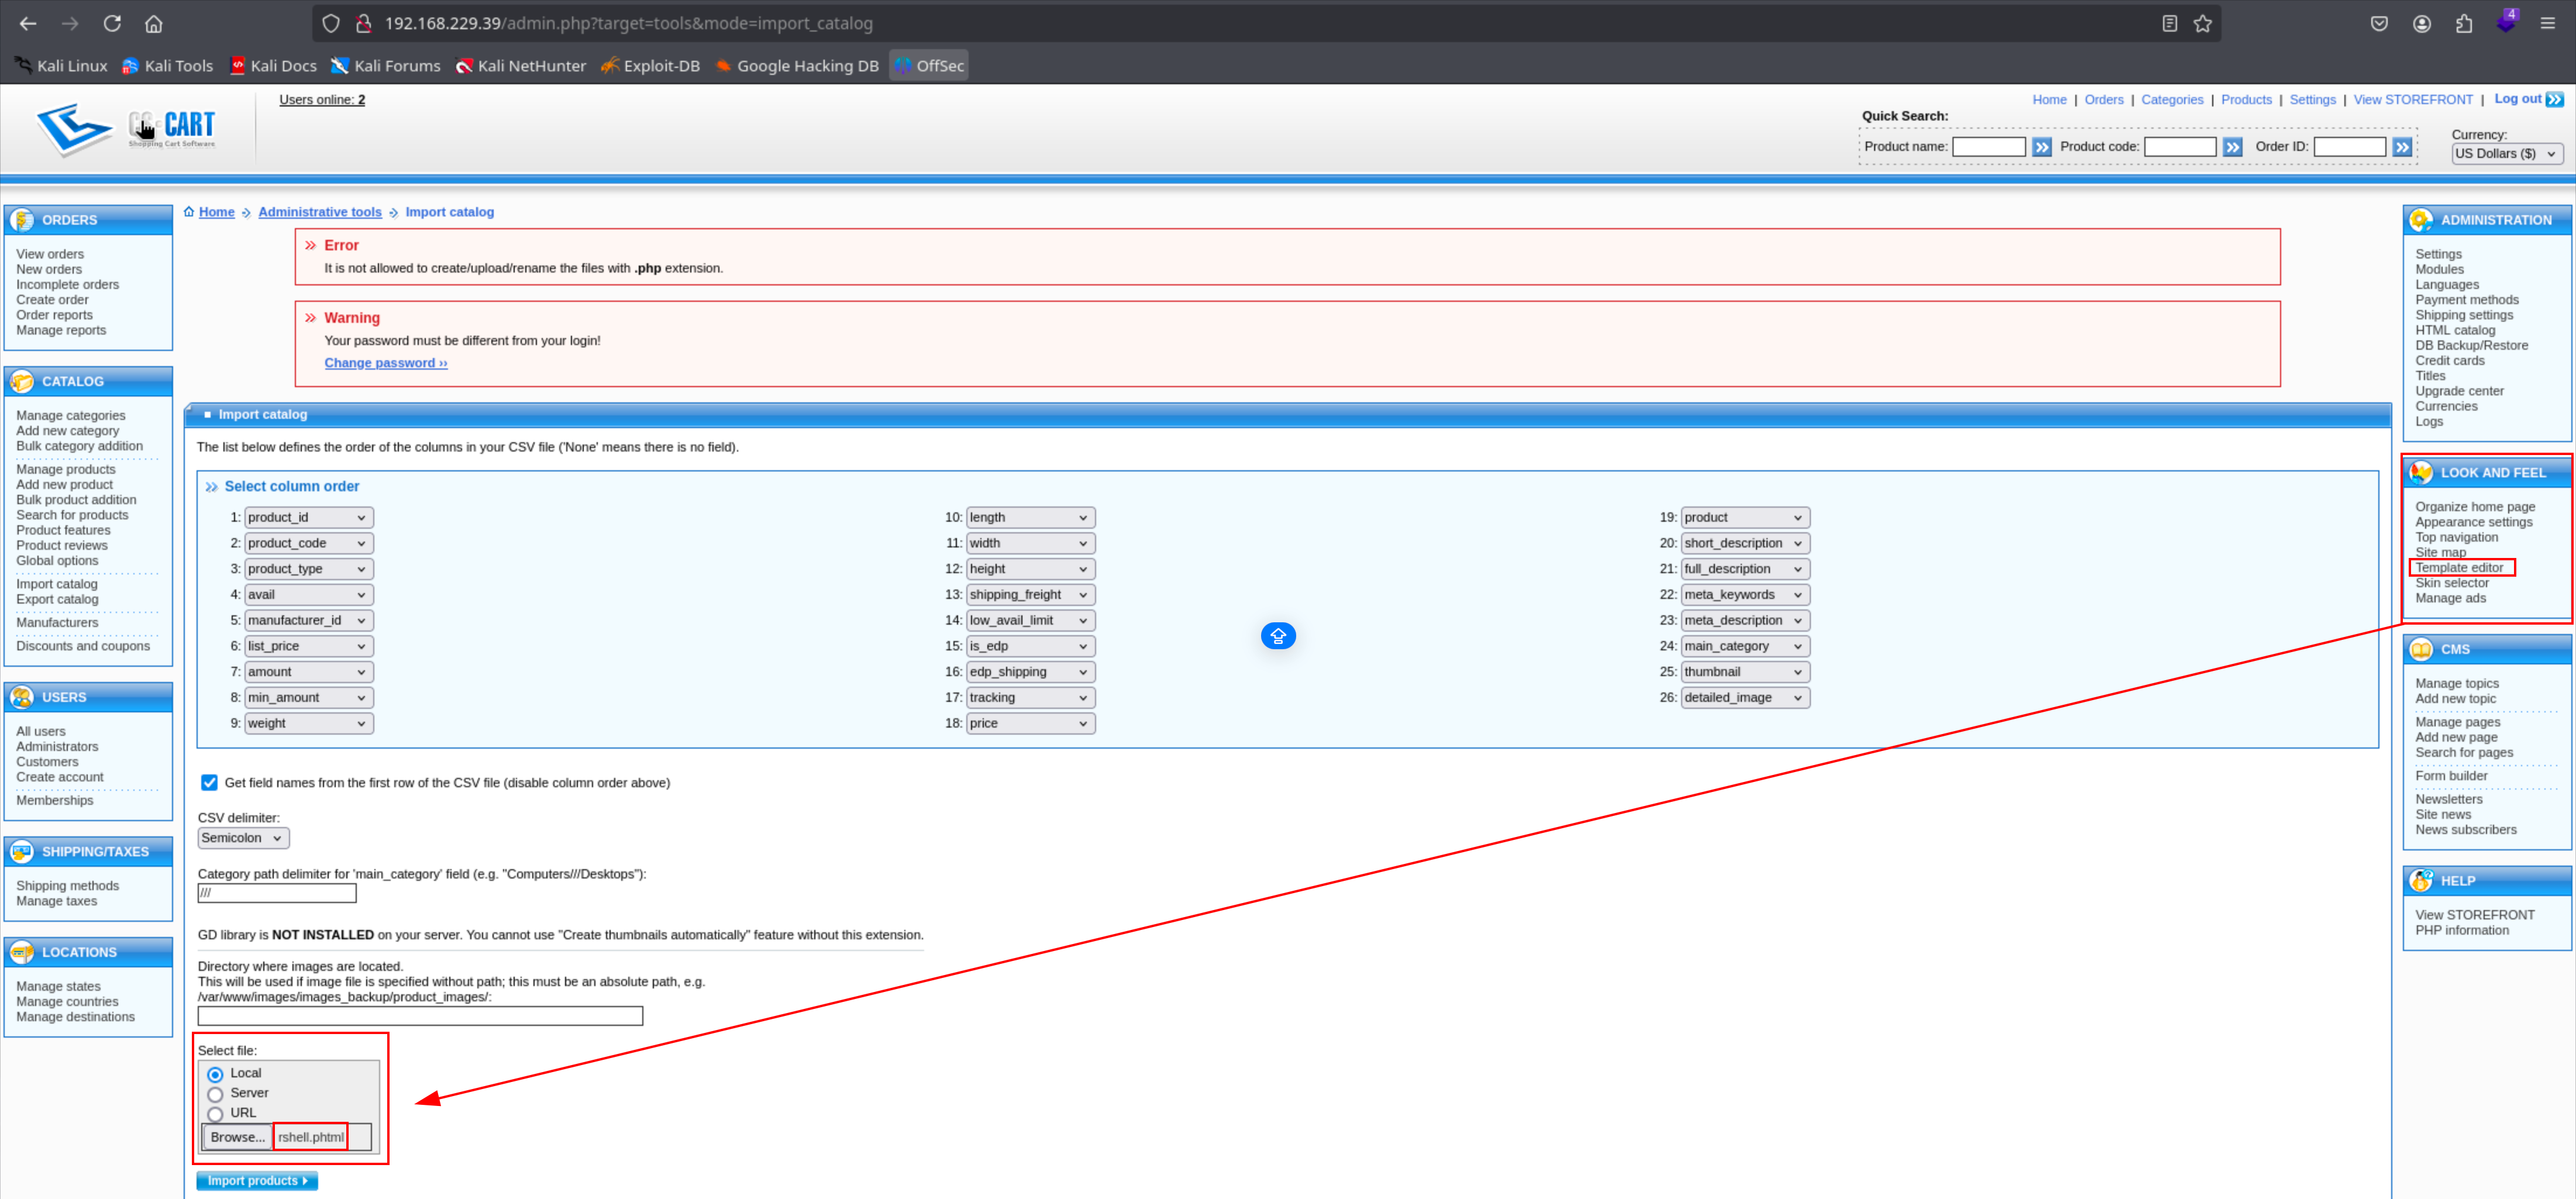 192.168.229.39/admin.php?target=tools&mode=import_catalog
4
Kali Linux Kali Tools Kali Docs Kali Forums Kali NetHunter Exploit-DB Google Hacking DB OffSec
Users online: 2
Home | Orders | Categories | Products | Settings | View STOREFRONT | Log out
CART
Shopping Cart Software
Quick Search:
Product name: Product code: Order ID:
Currency:
US Dollars ($)
ORDERS
View orders
New orders
Incomplete orders
Create order
Order reports
Manage reports
CATALOG
Manage categories
Add new category
Bulk category addition
Manage products
Add new product
Bulk product addition
Search for products
Product features
Product reviews
Global options
Import catalog
Export catalog
Manufacturers
Discounts and coupons
USERS
All users
Administrators
Customers
Create account
Memberships
SHIPPING/TAXES
Shipping methods
Manage taxes
LOCATIONS
Manage states
Manage countries
Manage destinations
Home Administrative tools Import catalog
Error
It is not allowed to create/upload/rename the files with .php extension.
Warning
Your password must be different from your login!
Change password ››
Import catalog
The list below defines the order of the columns in your CSV file ('None' means there is no field).
Select column order
1: product_id
2: product_code
3: product_type
4: avail
5: manufacturer_id
6: list_price
7: amount
8: min_amount
9: weight
10: length
11: width
12: height
13: shipping_freight
14: low_avail_limit
15: is_edp
16: edp_shipping
17: tracking
18: price
19: product
20: short_description
21: full_description
22: meta_keywords
23: meta_description
24: main_category
25: thumbnail
26: detailed_image
Get field names from the first row of the CSV file (disable column order above)
CSV delimiter:
Semicolon
Category path delimiter for 'main_category' field (e.g. "Computers///Desktops"):
///
GD library is NOT INSTALLED on your server. You cannot use "Create thumbnails automatically" feature without this extension.
Directory where images are located.
This will be used if image file is specified without path; this must be an absolute path, e.g.
/var/www/images/images_backup/product_images/:
Select file:
Local
Server
URL
Browse... rshell.phtml
Import products
ADMINISTRATION
Settings
Modules
Languages
Payment methods
Shipping settings
HTML catalog
DB Backup/Restore
Credit cards
Titles
Upgrade center
Currencies
Logs
LOOK AND FEEL
Organize home page
Appearance settings
Top navigation
Site map
Template editor
Skin selector
Manage ads
CMS
Manage topics
Add new topic
Manage pages
Add new page
Search for pages
Form builder
Newsletters
Site news
News subscribers
HELP
View STOREFRONT
PHP information